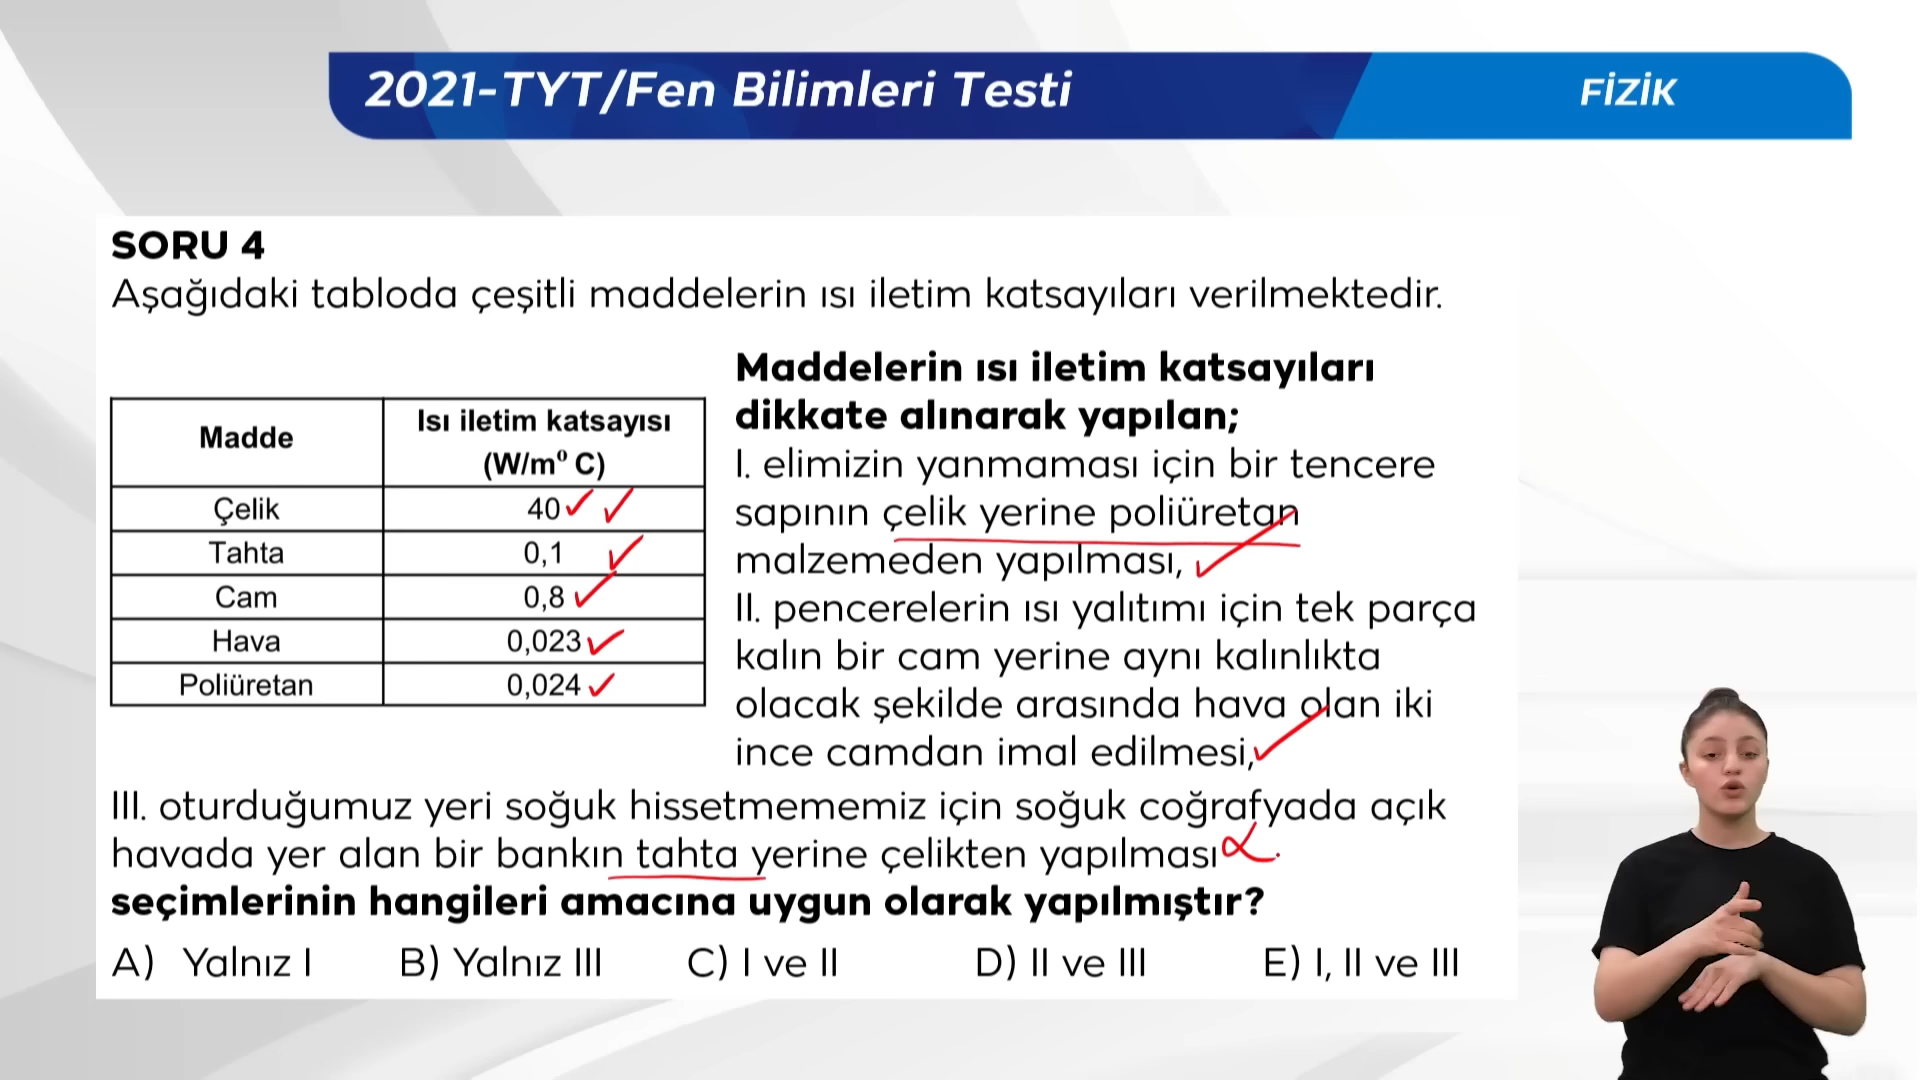 2021-TYT/Fen Bilimleri Testi
FİZİK
SORU 4
Aşağıdaki tabloda çeşitli maddelerin ısı iletim katsayıları verilmektedir.
Madde
Isı iletim katsayısı
(W/mº C)
Çelik 40
Tahta 0,1
Cam 0,8
Hava 0,023
Poliüretan 0,024
Maddelerin ısı iletim katsayıları
dikkate alınarak yapılan;
I. elimizin yanmaması için bir tencere
sapının çelik yerine poliüretan
malzemeden yapılması,
II. pencerelerin ısı yalıtımı için tek parça
kalın bir cam yerine aynı kalınlıkta
olacak şekilde arasında hava olan iki
ince camdan imal edilmesi,
III. oturduğumuz yeri soğuk hissetmememiz için soğuk coğrafyada açık
havada yer alan bir bankın tahta yerine çelikten yapılması
seçimlerinin hangileri amacına uygun olarak yapılmıştır?
A) Yalnız I B) Yalnız III C) I ve II D) II ve III E) I, II ve III